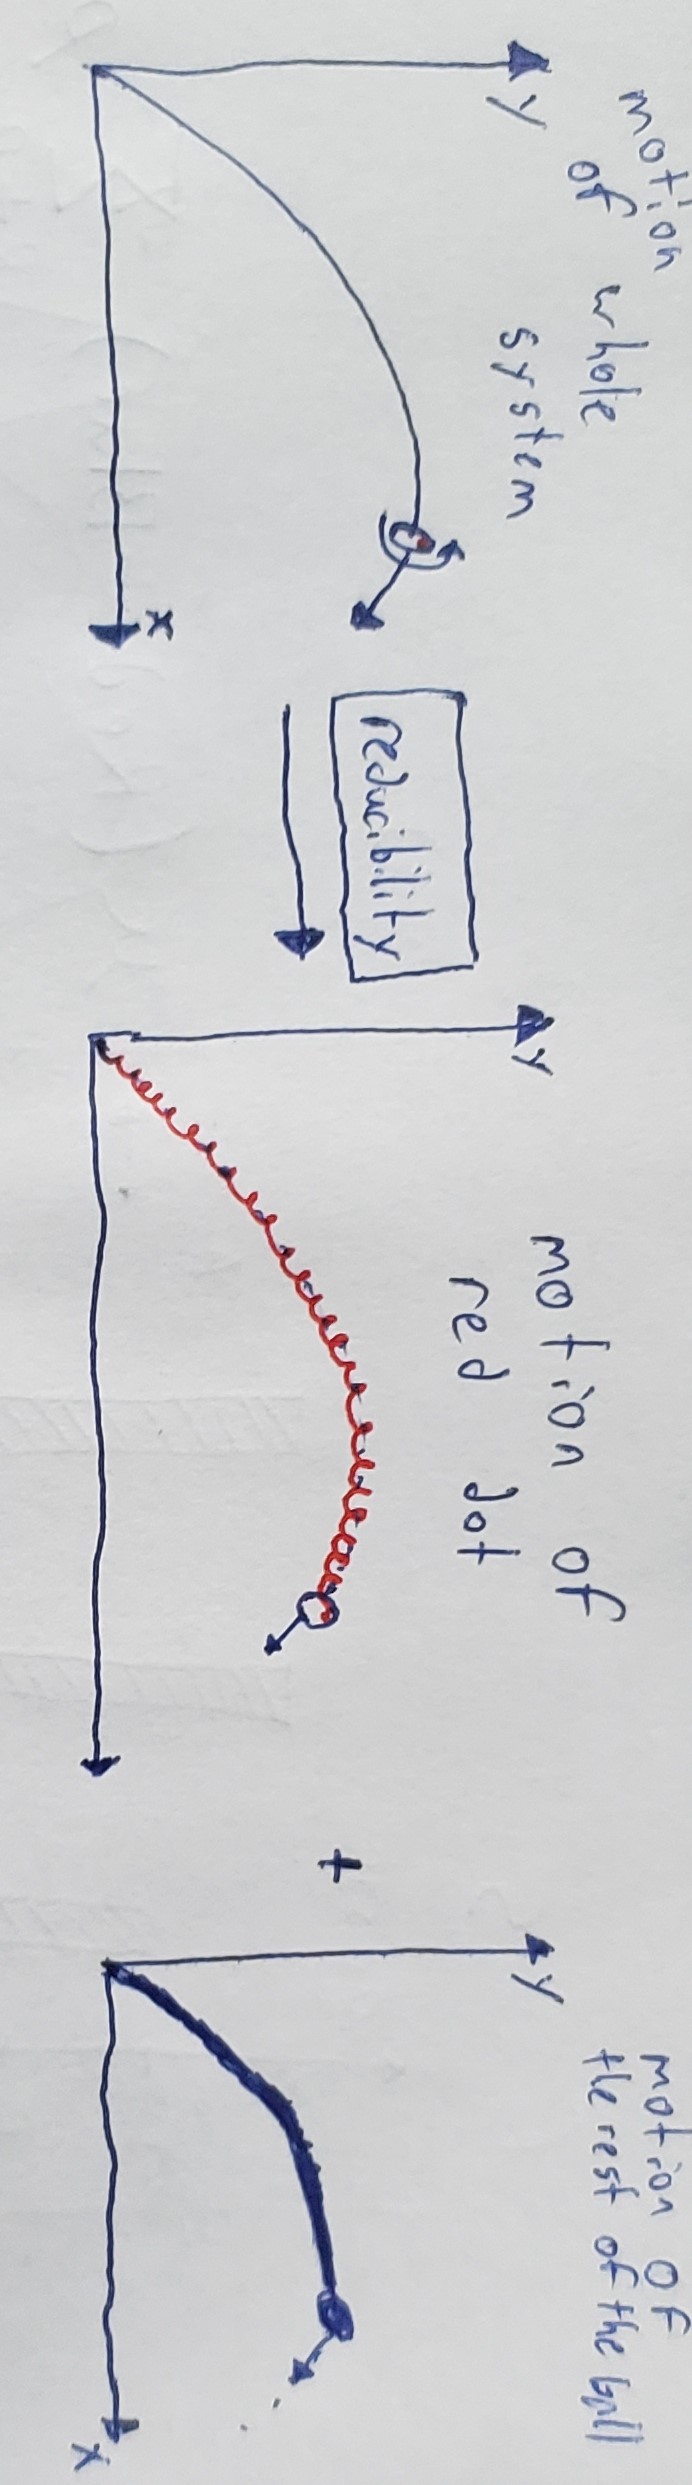 motion
of whole
system
y
x
reducibility
motion of
red dot
y
+
motion of
the rest of the ball
y
x